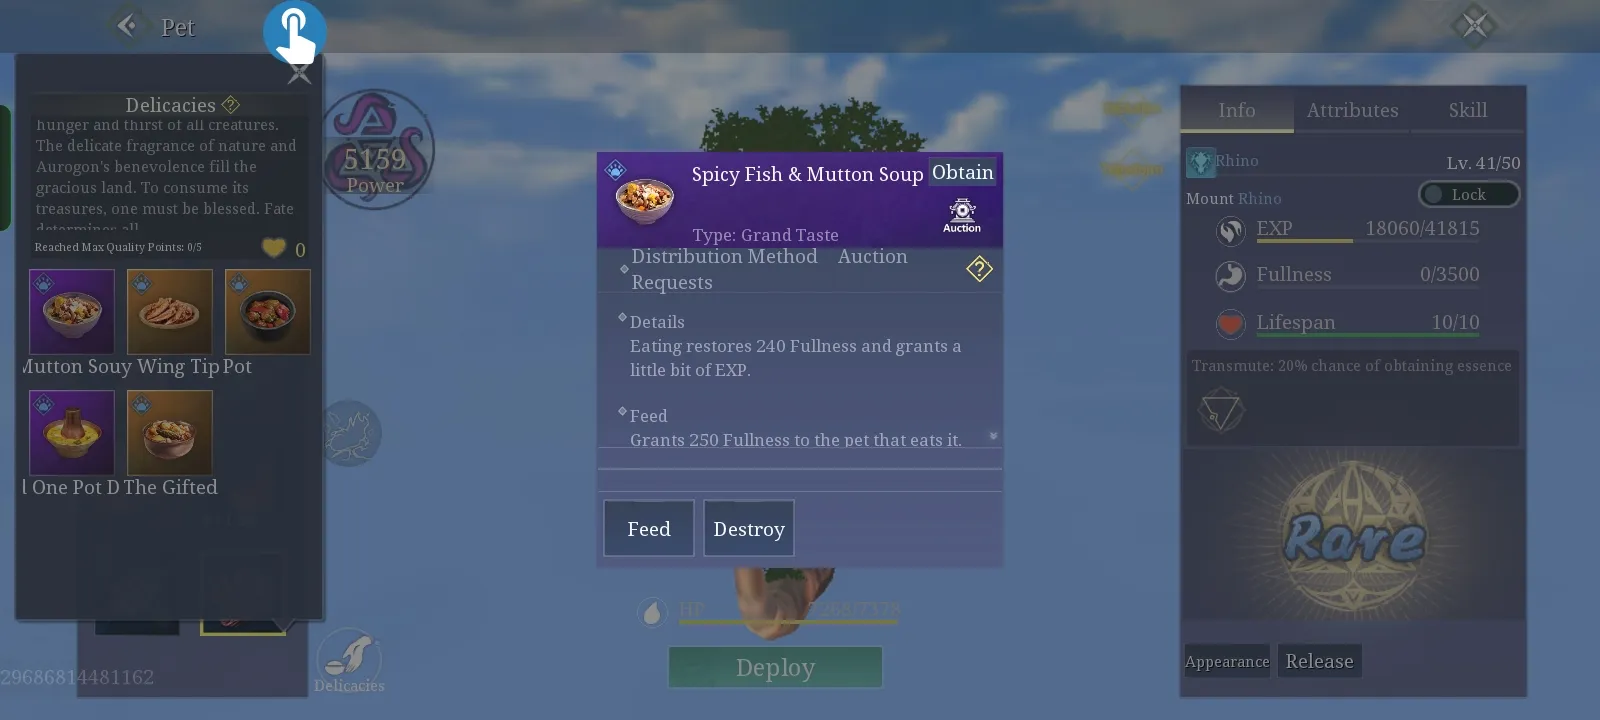 Pet
Delicacies
hunger and thirst of all creatures.
The delicate fragrance of nature and
Aurogon's benevolence fill the
gracious land. To consume its
treasures, one must be blessed. Fate
determines all
Reached Max Quality Points: 0/5
0
Mutton Souy Wing Tip Pot
l One Pot D The Gifted
29686814481162
5159
Power
Delicacies
Spicy Fish & Mutton Soup
Obtain
Auction
Type: Grand Taste
Distribution Method Auction
Requests
Details
Eating restores 240 Fullness and grants a
little bit of EXP.
Feed
Grants 250 Fullness to the pet that eats it.
Feed
Destroy
HP
Deploy
Info
Attributes
Skill
Rhino
Lv. 41/50
Mount Rhino
Lock
EXP 18060/41815
Fullness 0/3500
Lifespan 10/10
Transmute: 20% chance of obtaining essence
Rare
Appearance
Release